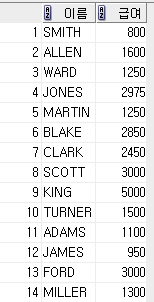 이름 급여
1 SMITH 800
2 ALLEN 1600
3 WARD 1250
4 JONES 2975
5 MARTIN 1250
6 BLAKE 2850
7 CLARK 2450
8 SCOTT 3000
9 KING 5000
10 TURNER 1500
11 ADAMS 1100
12 JAMES 950
13 FORD 3000
14 MILLER 1300